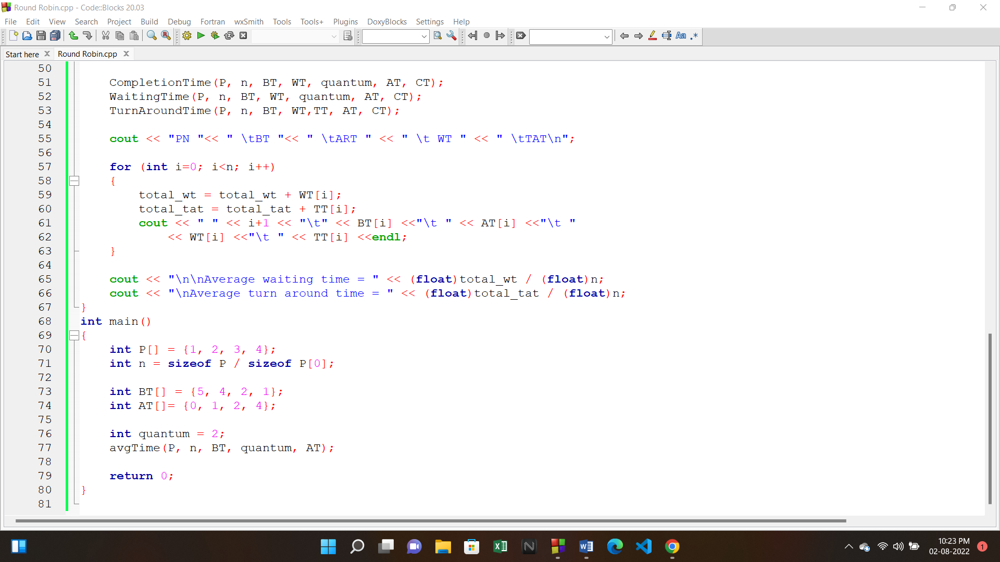 Round Robin.cpp - Code::Blocks 20.03
File Edit View Search Project Build Debug Fortran wxSmith Tools Tools+ Plugins DoxyBlocks Settings Help
Start here Round Robin.cpp
50
51 CompletionTime(P, n, BT, WT, quantum, AT, CT);
52 WaitingTime(P, n, BT, WT, quantum, AT, CT);
53 TurnAroundTime(P, n, BT, WT,TT, AT, CT);
54
55 cout << "PN "<< " \tBT "<< " \tART " << " \t WT " << " \tTAT\n";
56
57 for (int i=0; i<n; i++)
58 {
59 total_wt = total_wt + WT[i];
60 total_tat = total_tat + TT[i];
61 cout << " " << i+1 << "\t" << BT[i] <<"\t " << AT[i] <<"\t "
62 << WT[i] <<"\t " << TT[i] <<endl;
63 }
64
65 cout << "\n\nAverage waiting time = " << (float)total_wt / (float)n;
66 cout << "\nAverage turn around time = " << (float)total_tat / (float)n;
67 }
68 int main()
69 {
70 int P[] = {1, 2, 3, 4};
71 int n = sizeof P / sizeof P[0];
72
73 int BT[] = {5, 4, 2, 1};
74 int AT[]= {0, 1, 2, 4};
75
76 int quantum = 2;
77 avgTime(P, n, BT, quantum, AT);
78
79 return 0;
80 }
81
10:23 PM
02-08-2022
1